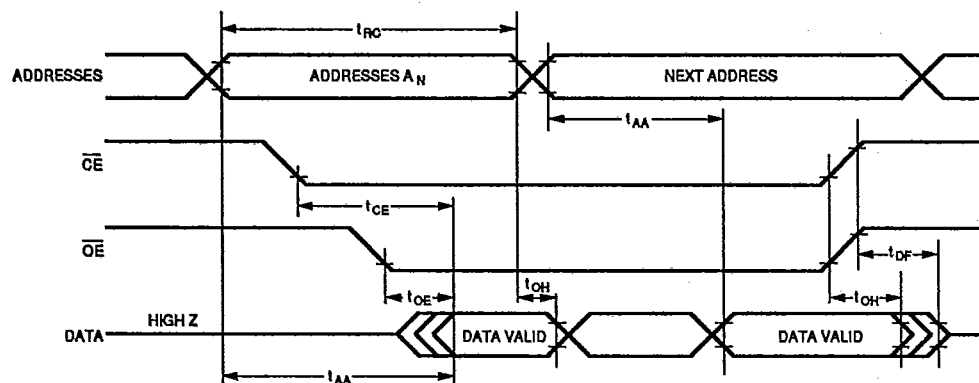 tRC
ADDRESSES
ADDRESSES AN
NEXT ADDRESS
tAA
CE
tCE
OE
tDF
tOE
tOH
tOH
DATA
HIGH Z
DATA VALID
DATA VALID
tAA